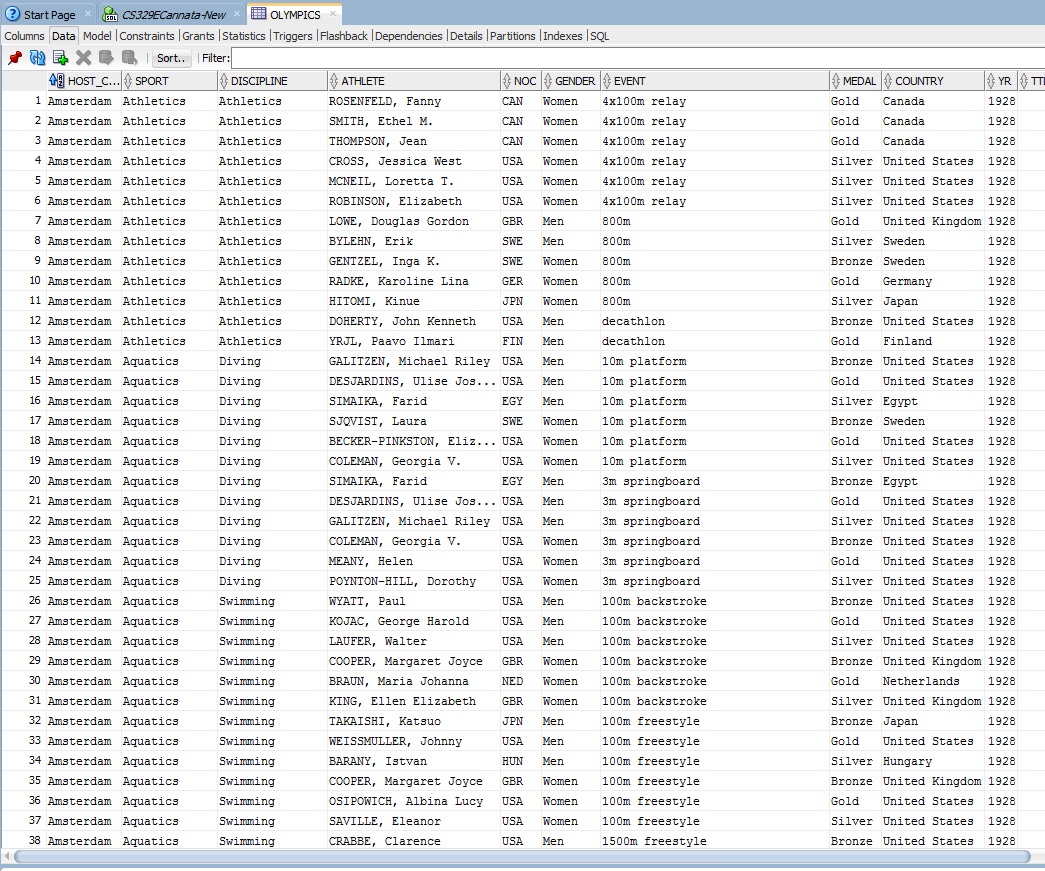 Start Page CS329ECannata-New OLYMPICS
Columns Data Model Constraints Grants Statistics Triggers Flashback Dependencies Details Partitions Indexes SQL
Sort.. Filter:
HOST_C... SPORT DISCIPLINE ATHLETE NOC GENDER EVENT MEDAL COUNTRY YR
1 Amsterdam Athletics Athletics ROSENFELD, Fanny CAN Women 4x100m relay Gold Canada 1928
2 Amsterdam Athletics Athletics SMITH, Ethel M. CAN Women 4x100m relay Gold Canada 1928
3 Amsterdam Athletics Athletics THOMPSON, Jean CAN Women 4x100m relay Gold Canada 1928
4 Amsterdam Athletics Athletics CROSS, Jessica West USA Women 4x100m relay Silver United States 1928
5 Amsterdam Athletics Athletics MCNEIL, Loretta T. USA Women 4x100m relay Silver United States 1928
6 Amsterdam Athletics Athletics ROBINSON, Elizabeth USA Women 4x100m relay Silver United States 1928
7 Amsterdam Athletics Athletics LOWE, Douglas Gordon GBR Men 800m Gold United Kingdom 1928
8 Amsterdam Athletics Athletics BYLEHN, Erik SWE Men 800m Silver Sweden 1928
9 Amsterdam Athletics Athletics GENTZEL, Inga K. SWE Women 800m Bronze Sweden 1928
10 Amsterdam Athletics Athletics RADKE, Karoline Lina GER Women 800m Gold Germany 1928
11 Amsterdam Athletics Athletics HITOMI, Kinue JPN Women 800m Silver Japan 1928
12 Amsterdam Athletics Athletics DOHERTY, John Kenneth USA Men decathlon Bronze United States 1928
13 Amsterdam Athletics Athletics YRJL, Paavo Ilmari FIN Men decathlon Gold Finland 1928
14 Amsterdam Aquatics Diving GALITZEN, Michael Riley USA Men 10m platform Bronze United States 1928
15 Amsterdam Aquatics Diving DESJARDINS, Ulise Jos... USA Men 10m platform Gold United States 1928
16 Amsterdam Aquatics Diving SIMAIKA, Farid EGY Men 10m platform Silver Egypt 1928
17 Amsterdam Aquatics Diving SJQVIST, Laura SWE Women 10m platform Bronze Sweden 1928
18 Amsterdam Aquatics Diving BECKER-PINKSTON, Eliz... USA Women 10m platform Gold United States 1928
19 Amsterdam Aquatics Diving COLEMAN, Georgia V. USA Women 10m platform Silver United States 1928
20 Amsterdam Aquatics Diving SIMAIKA, Farid EGY Men 3m springboard Bronze Egypt 1928
21 Amsterdam Aquatics Diving DESJARDINS, Ulise Jos... USA Men 3m springboard Gold United States 1928
22 Amsterdam Aquatics Diving GALITZEN, Michael Riley USA Men 3m springboard Silver United States 1928
23 Amsterdam Aquatics Diving COLEMAN, Georgia V. USA Women 3m springboard Bronze United States 1928
24 Amsterdam Aquatics Diving MEANY, Helen USA Women 3m springboard Gold United States 1928
25 Amsterdam Aquatics Diving POYNTON-HILL, Dorothy USA Women 3m springboard Silver United States 1928
26 Amsterdam Aquatics Swimming WYATT, Paul USA Men 100m backstroke Bronze United States 1928
27 Amsterdam Aquatics Swimming KOJAC, George Harold USA Men 100m backstroke Gold United States 1928
28 Amsterdam Aquatics Swimming LAUFER, Walter USA Men 100m backstroke Silver United States 1928
29 Amsterdam Aquatics Swimming COOPER, Margaret Joyce GBR Women 100m backstroke Bronze United Kingdom 1928
30 Amsterdam Aquatics Swimming BRAUN, Maria Johanna NED Women 100m backstroke Gold Netherlands 1928
31 Amsterdam Aquatics Swimming KING, Ellen Elizabeth GBR Women 100m backstroke Silver United Kingdom 1928
32 Amsterdam Aquatics Swimming TAKAISHI, Katsuo JPN Men 100m freestyle Bronze Japan 1928
33 Amsterdam Aquatics Swimming WEISSMULLER, Johnny USA Men 100m freestyle Gold United States 1928
34 Amsterdam Aquatics Swimming BARANY, Istvan HUN Men 100m freestyle Silver Hungary 1928
35 Amsterdam Aquatics Swimming COOPER, Margaret Joyce GBR Women 100m freestyle Bronze United Kingdom 1928
36 Amsterdam Aquatics Swimming OSIPOWICH, Albina Lucy USA Women 100m freestyle Gold United States 1928
37 Amsterdam Aquatics Swimming SAVILLE, Eleanor USA Women 100m freestyle Silver United States 1928
38 Amsterdam Aquatics Swimming CRABBE, Clarence USA Men 1500m freestyle Bronze United States 1928